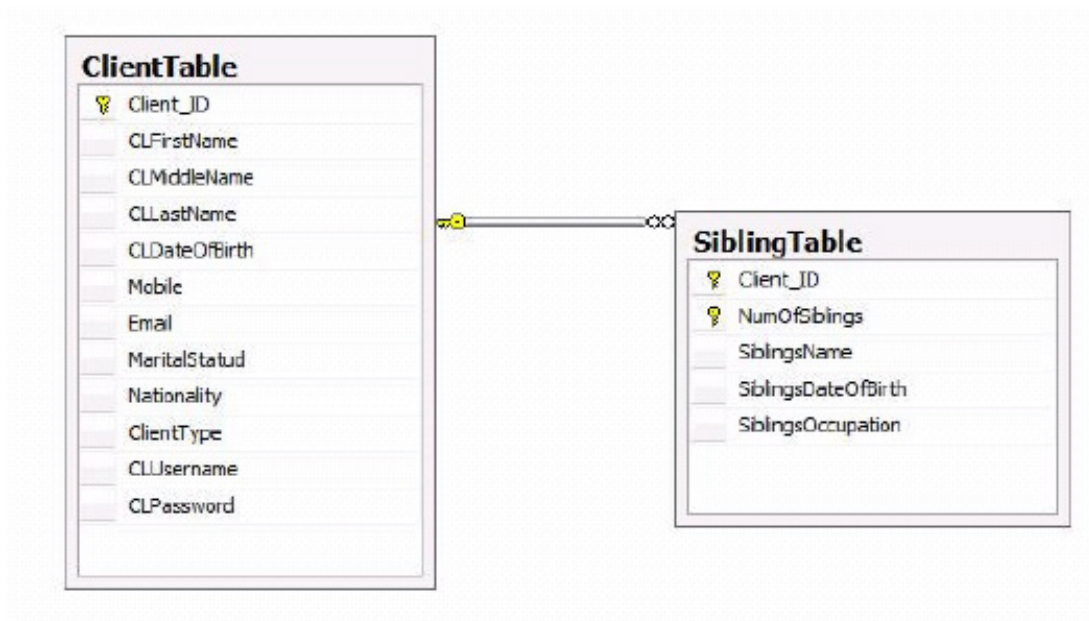 ClientTable
Client_ID
CLFirstName
CLMiddleName
CLLastName
CLDateOfBirth
Mobile
Email
MaritalStatud
Nationality
ClientType
CLUsername
CLPassword
SiblingTable
Client_ID
NumOfSiblings
SiblingsName
SiblingsDateOfBirth
SiblingsOccupation